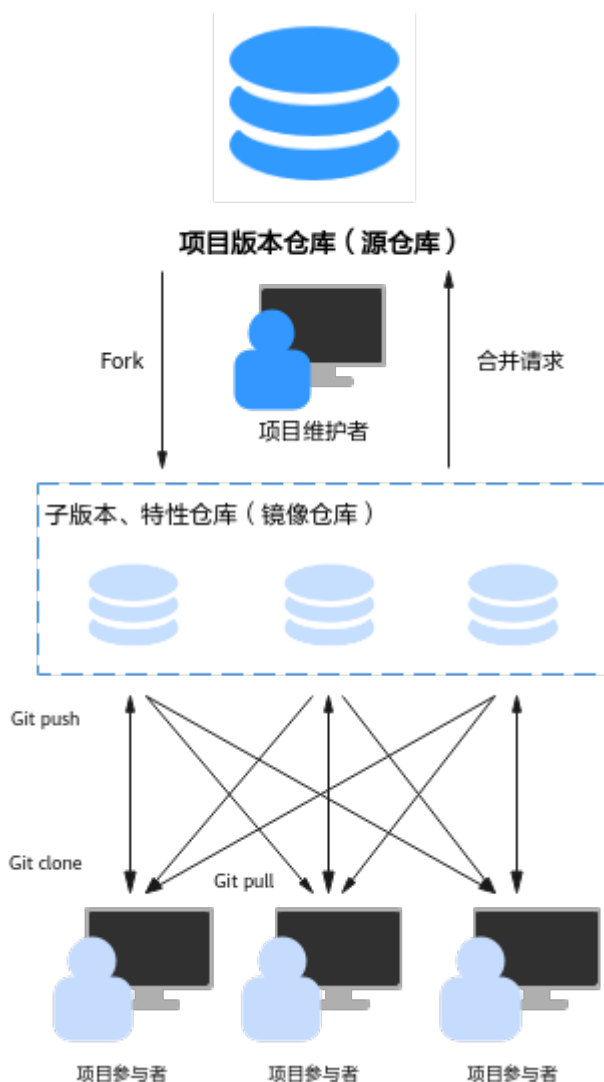 项目版本仓库（源仓库）
Fork
合并请求
项目维护者
子版本、特性仓库（镜像仓库）
Git push
Git clone
Git pull
项目参与者
项目参与者
项目参与者